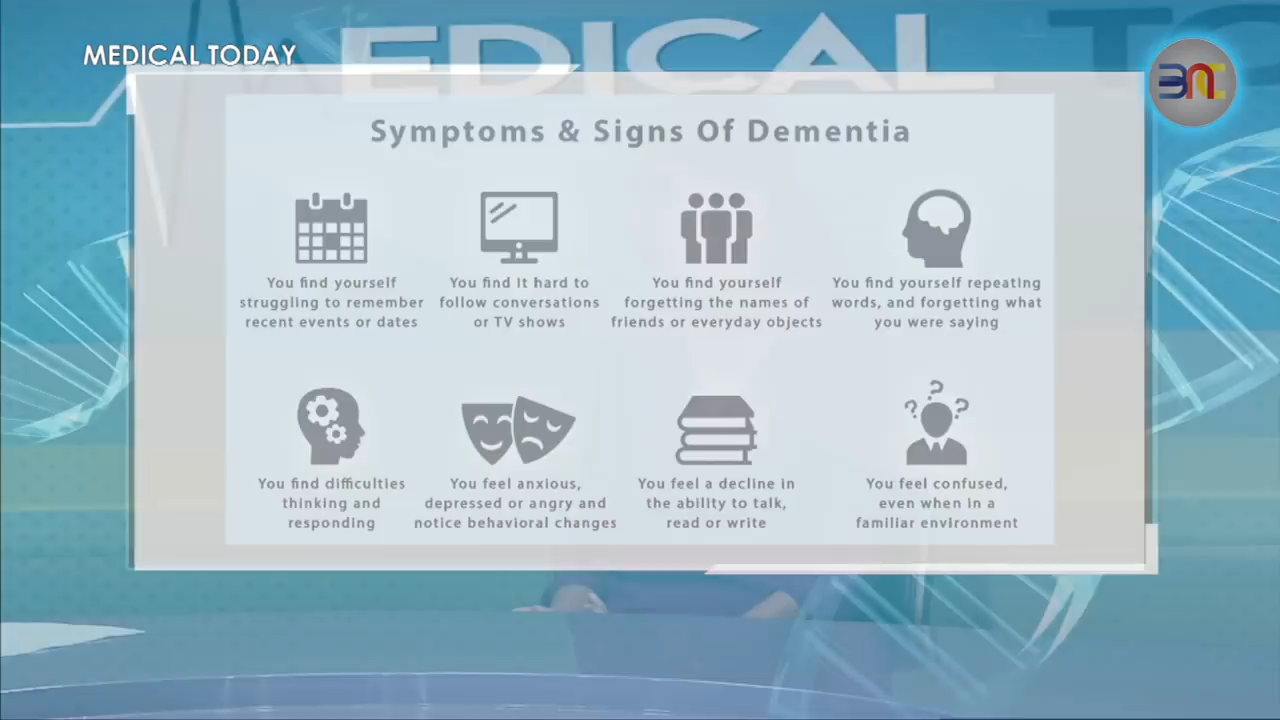 MEDICAL TODAY
EDICAL TO
Symptoms & Signs Of Dementia
You find yourself
struggling to remember
recent events or dates
You find it hard to
follow conversations
or TV shows
You find yourself
forgetting the names of
friends or everyday objects
You find yourself repeating
words, and forgetting what
you were saying
You find difficulties
thinking and
responding
You feel anxious,
depressed or angry and
notice behavioral changes
You feel a decline in
the ability to talk,
read or write
You feel confused,
even when in a
familiar environment